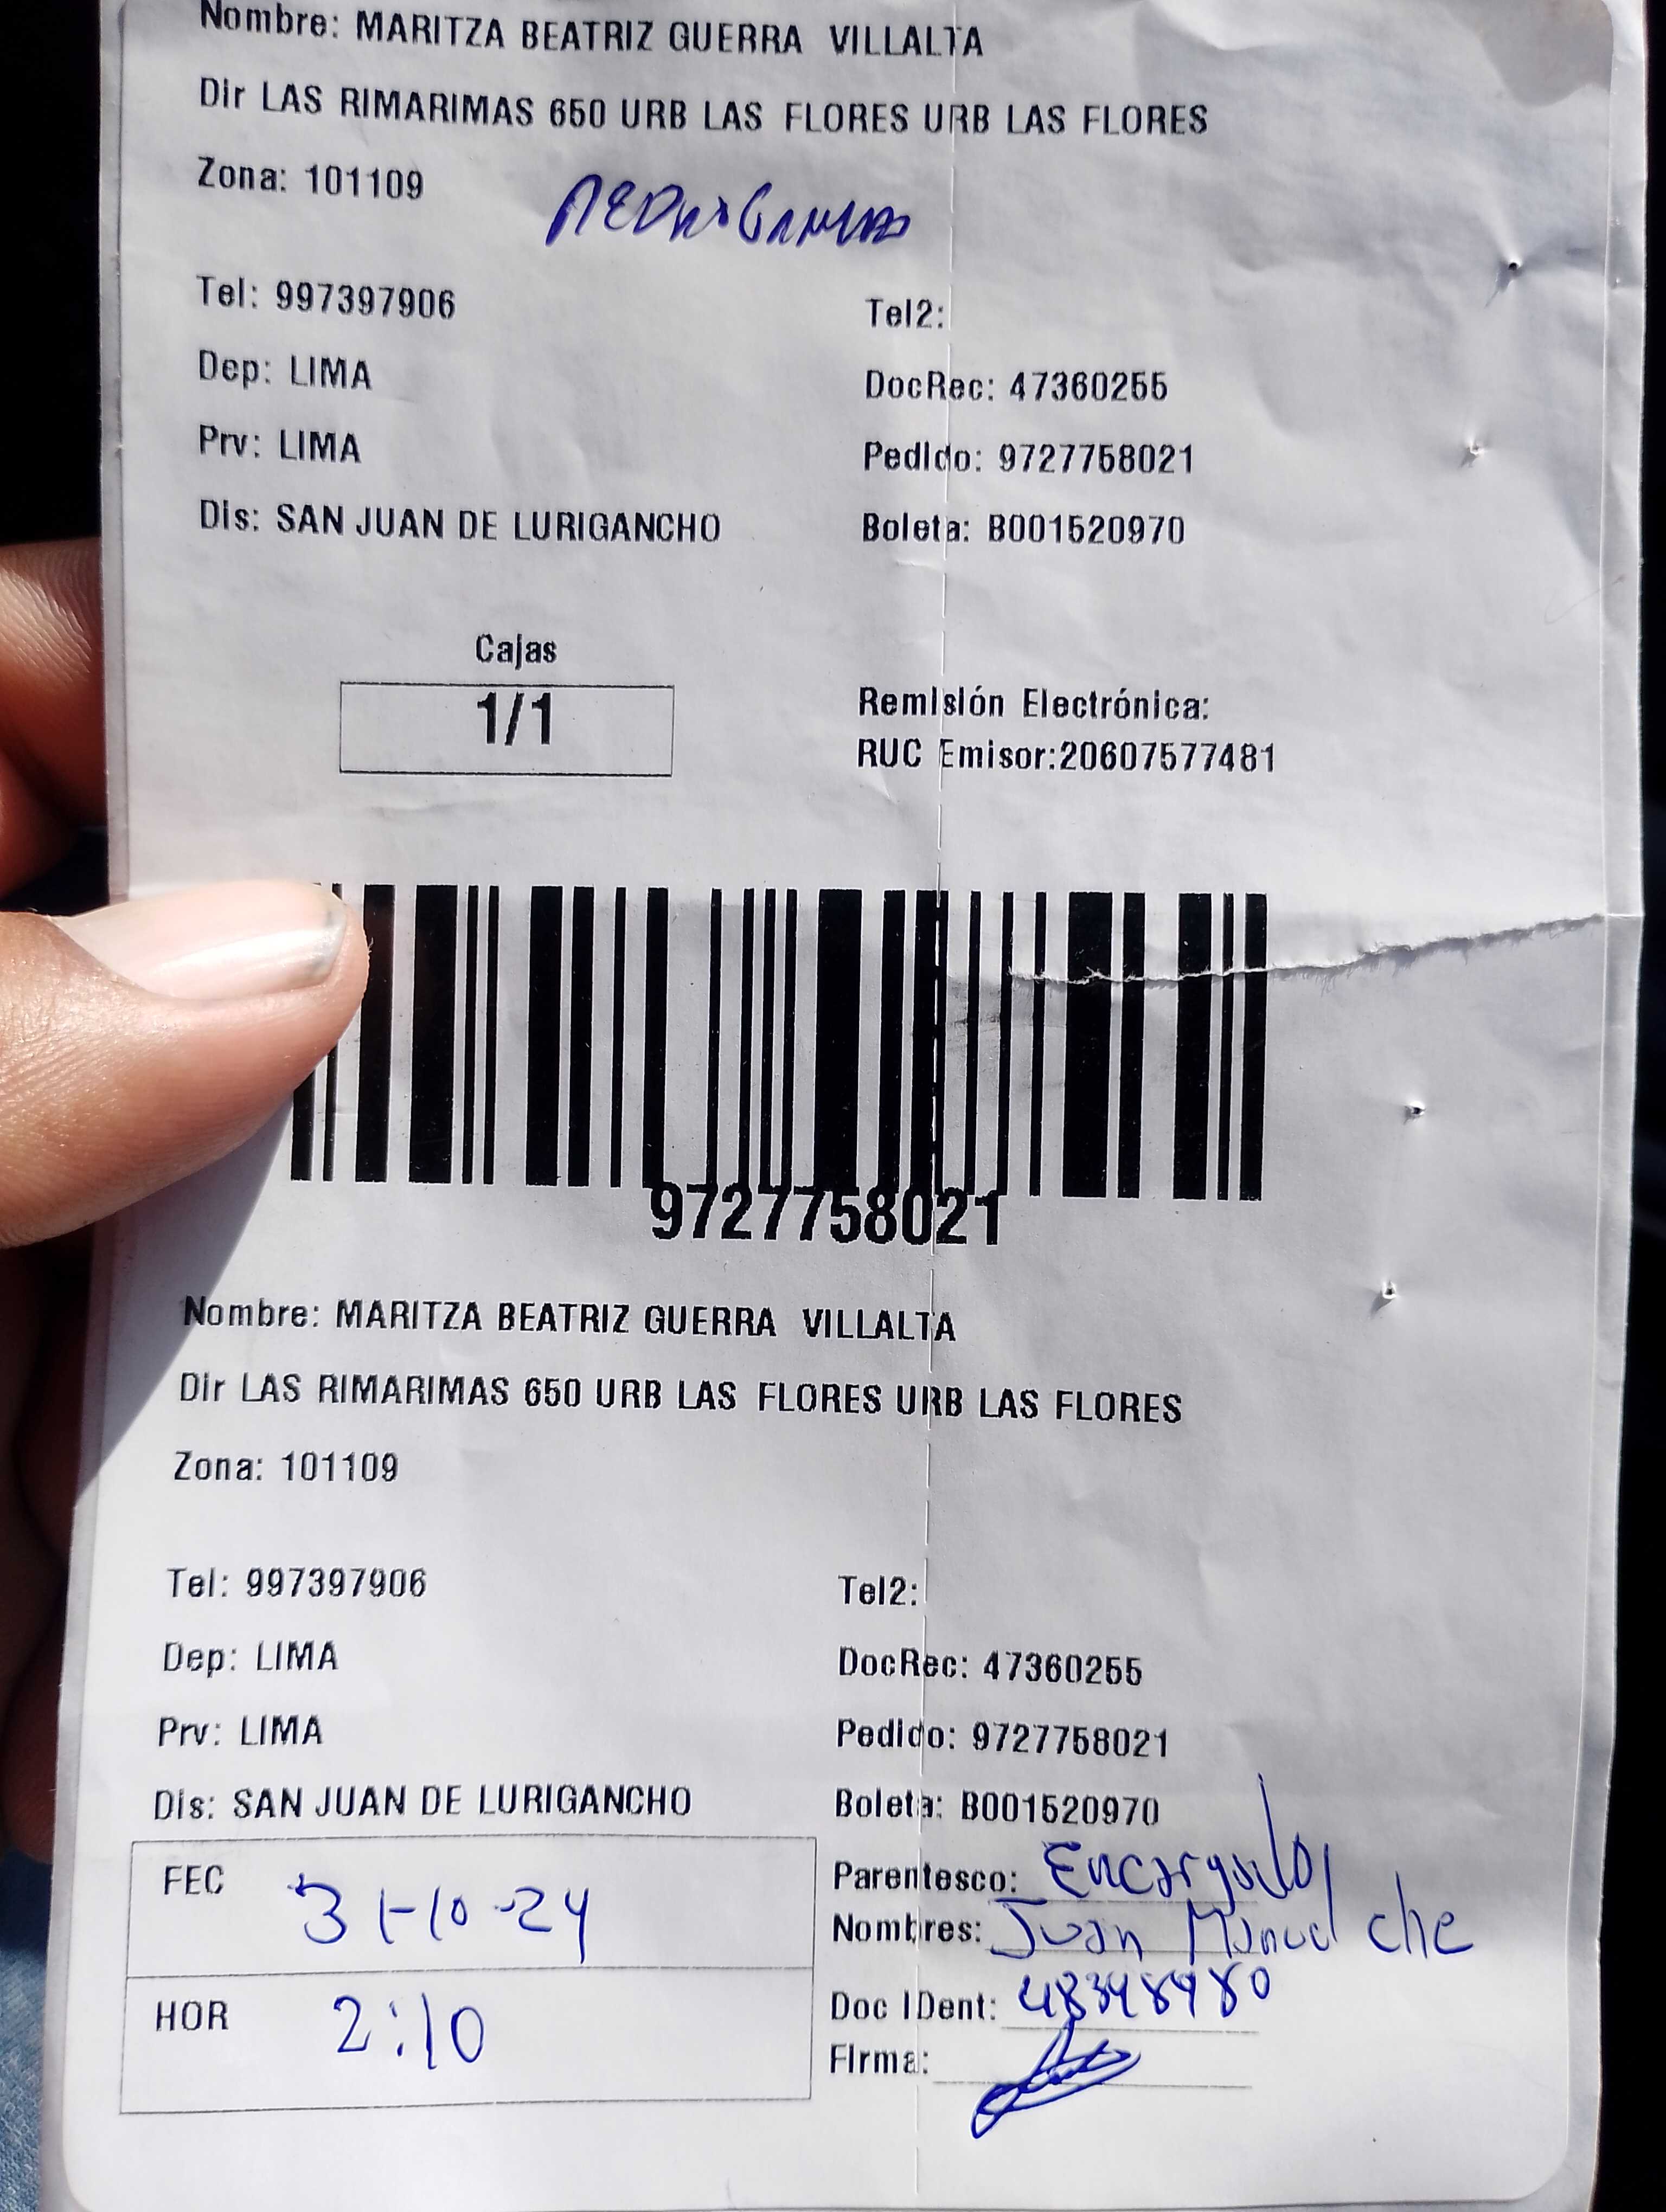 Nombre: MARITZA BEATRIZ GUERRA VILLALTA
Dir LAS RIMARIMAS 650 URB LAS FLORES URB LAS FLORES
Zona: 101109
Tel: 997397906 Tel2:
Dep: LIMA DocRec: 47360255
Prv: LIMA Pedido: 9727758021
Dis: SAN JUAN DE LURIGANCHO Boleta: B001520970
Cajas
1/1
Remisión Electrónica:
RUC Emisor:20607577481
9727758021
Nombre: MARITZA BEATRIZ GUERRA VILLALTA
Dir LAS RIMARIMAS 650 URB LAS FLORES URB LAS FLORES
Zona: 101109
Tel: 997397906 Tel2:
Dep: LIMA DocRec: 47360255
Prv: LIMA Pedido: 9727758021
Dis: SAN JUAN DE LURIGANCHO Boleta: B001520970
FEC 31-10-24
HOR 2:10
Parentesco: Encargado
Nombres: Juan Manuel che
Doc IDent: 48348980
Firma: